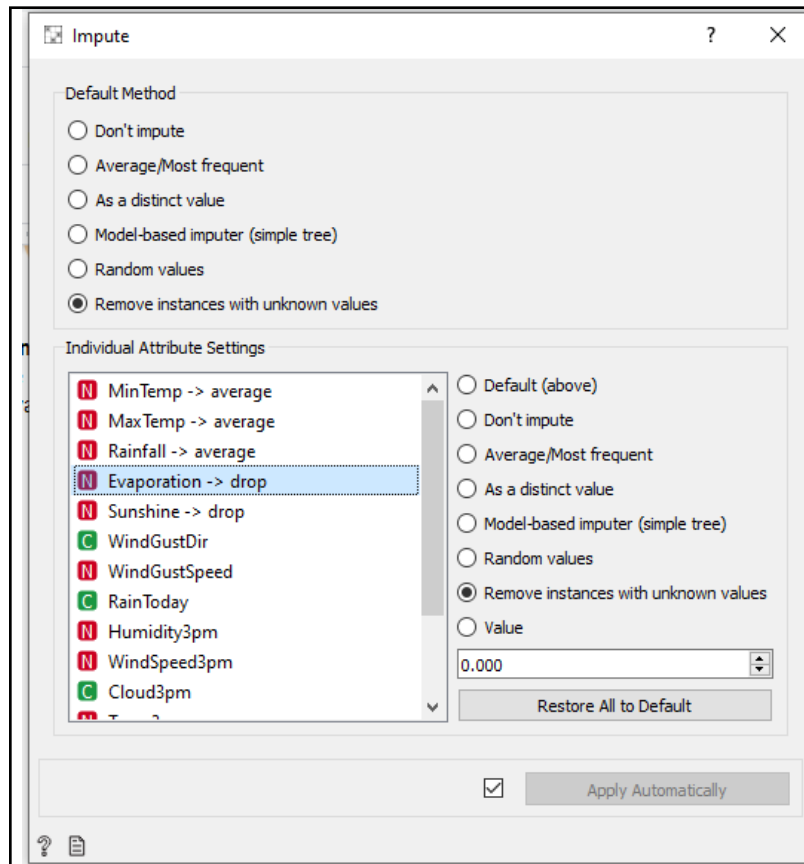 Impute
?
Default Method
Don't impute
Average/Most frequent
As a distinct value
Model-based imputer (simple tree)
Random values
Remove instances with unknown values
Individual Attribute Settings
N MinTemp -> average
N MaxTemp -> average
N Rainfall -> average
N Evaporation -> drop
N Sunshine -> drop
C WindGustDir
N WindGustSpeed
C RainToday
N Humidity3pm
N WindSpeed3pm
C Cloud3pm
Default (above)
Don't impute
Average/Most frequent
As a distinct value
Model-based imputer (simple tree)
Random values
Remove instances with unknown values
Value
0.000
Restore All to Default
Apply Automatically
?